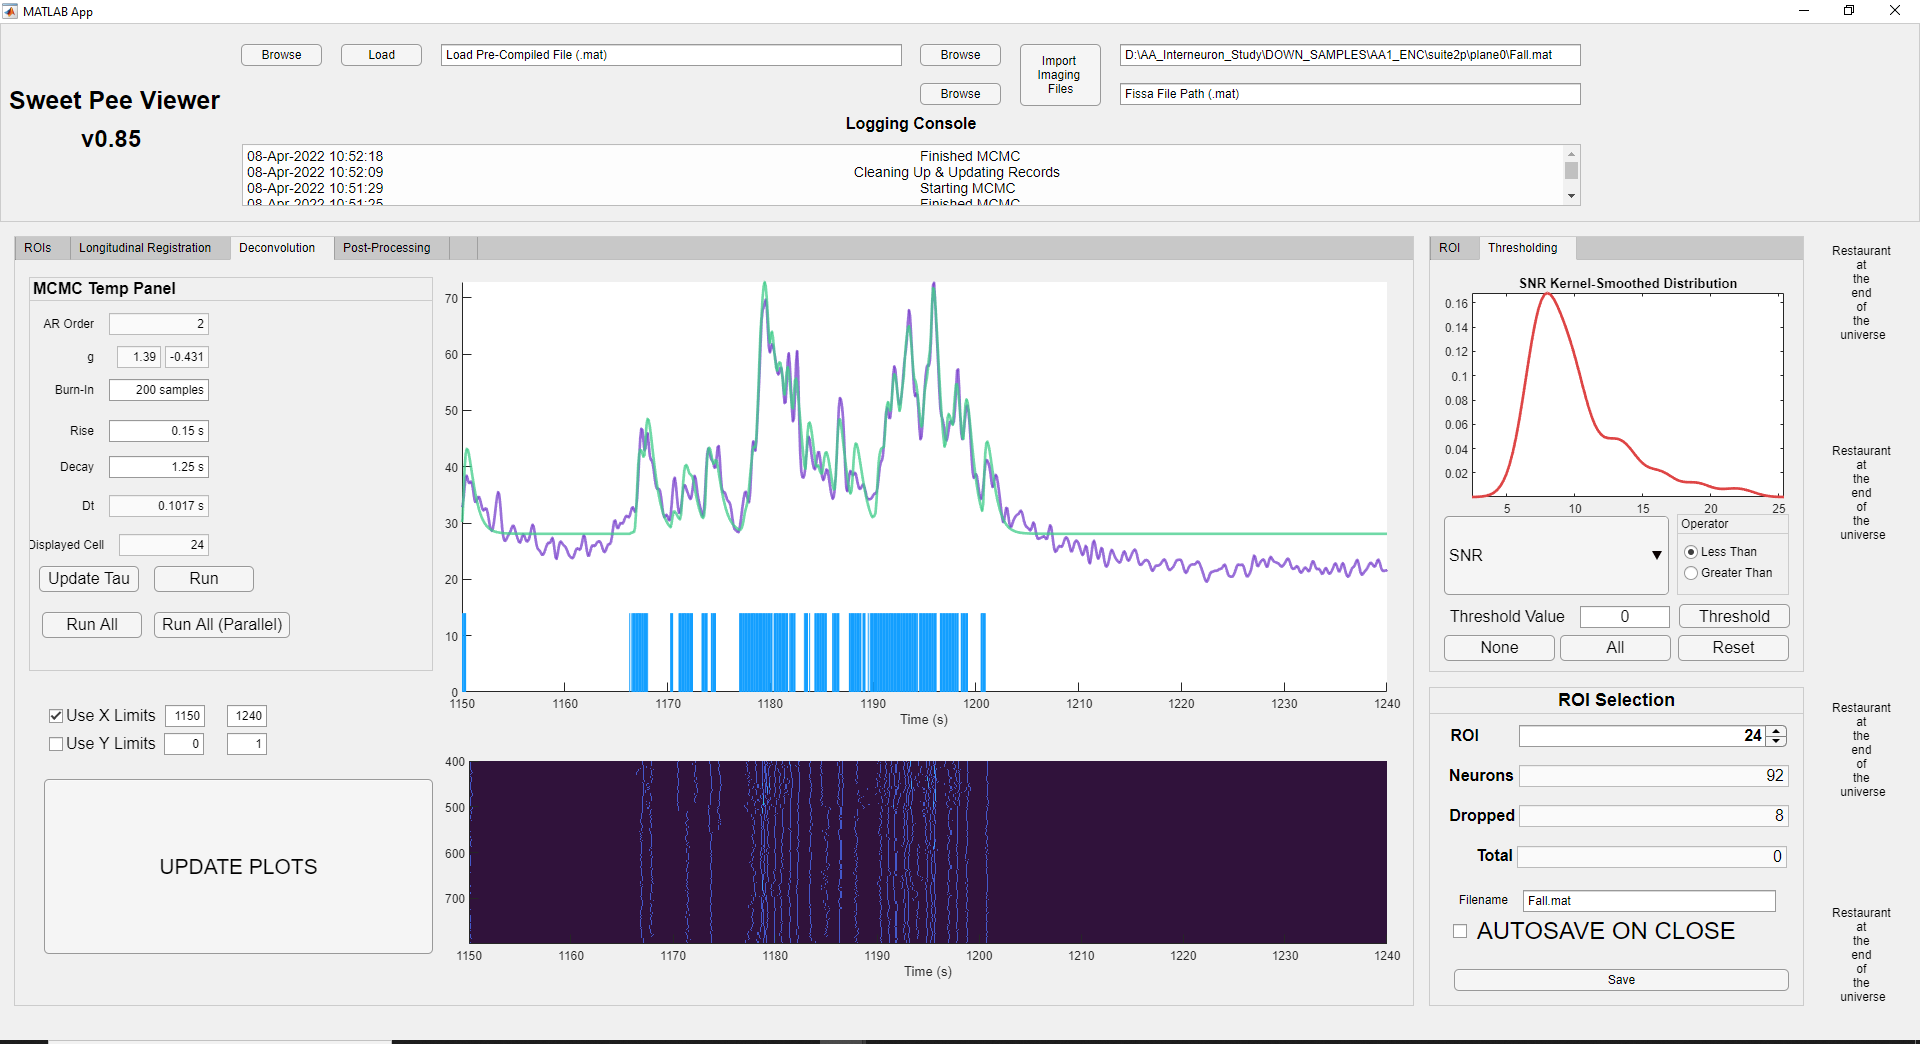 MATLAB App
Browse
Load
Load Pre-Compiled File (.mat)
Browse
Import
Imaging
Files
D:\AA_Interneuron_Study\DOWN_SAMPLES\AA1_ENC\suite2p\plane0\Fall.mat
Browse
Fissa File Path (.mat)
Sweet Pee Viewer
v0.85
Logging Console
08-Apr-2022 10:52:18 Finished MCMC
08-Apr-2022 10:52:09 Cleaning Up & Updating Records
08-Apr-2022 10:51:29 Starting MCMC
08-Apr-2022 10:51:25 Finished MCMC
ROIs
Longitudinal Registration
Deconvolution
Post-Processing
MCMC Temp Panel
AR Order 2
g 1.39 -0.431
Burn-In 200 samples
Rise 0.15 s
Decay 1.25 s
Dt 0.1017 s
Displayed Cell 24
Update Tau
Run
Run All
Run All (Parallel)
Use X Limits 1150 1240
Use Y Limits 0 1
UPDATE PLOTS
70
60
50
40
30
20
10
0
1150 1160 1170 1180 1190 1200 1210 1220 1230 1240
Time (s)
400
500
600
700
1150 1160 1170 1180 1190 1200 1210 1220 1230 1240
Time (s)
ROI
Thresholding
SNR Kernel-Smoothed Distribution
0.16
0.14
0.12
0.1
0.08
0.06
0.04
0.02
5 10 15 20 25
SNR
Operator
Less Than
Greater Than
Threshold Value 0 Threshold
None
All
Reset
ROI Selection
ROI 24
Neurons 92
Dropped 8
Total 0
Filename Fall.mat
AUTOSAVE ON CLOSE
Save
Restaurant
at
the
end
of
the
universe
Restaurant
at
the
end
of
the
universe
Restaurant
at
the
end
of
the
universe
Restaurant
at
the
end
of
the
universe